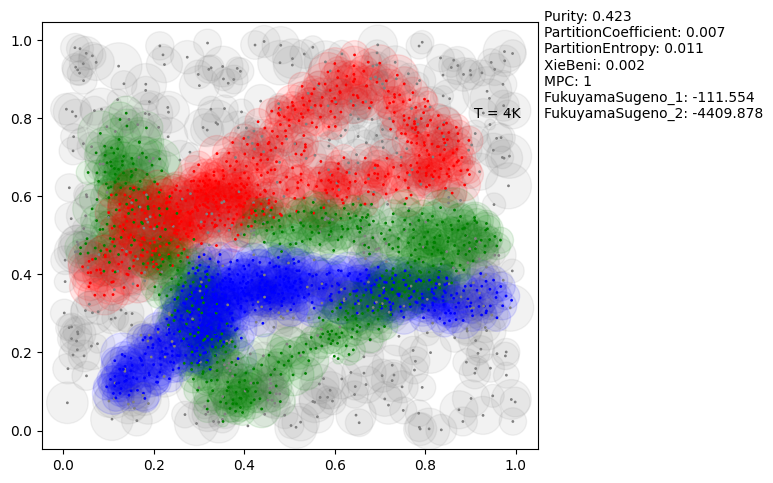 Purity: 0.423
PartitionCoefficient: 0.007
PartitionEntropy: 0.011
XieBeni: 0.002
MPC: 1
FukuyamaSugeno_1: -111.554
FukuyamaSugeno_2: -4409.878
T = 4K
1.0
0.8
0.6
0.4
0.2
0.0
0.0 0.2 0.4 0.6 0.8 1.0